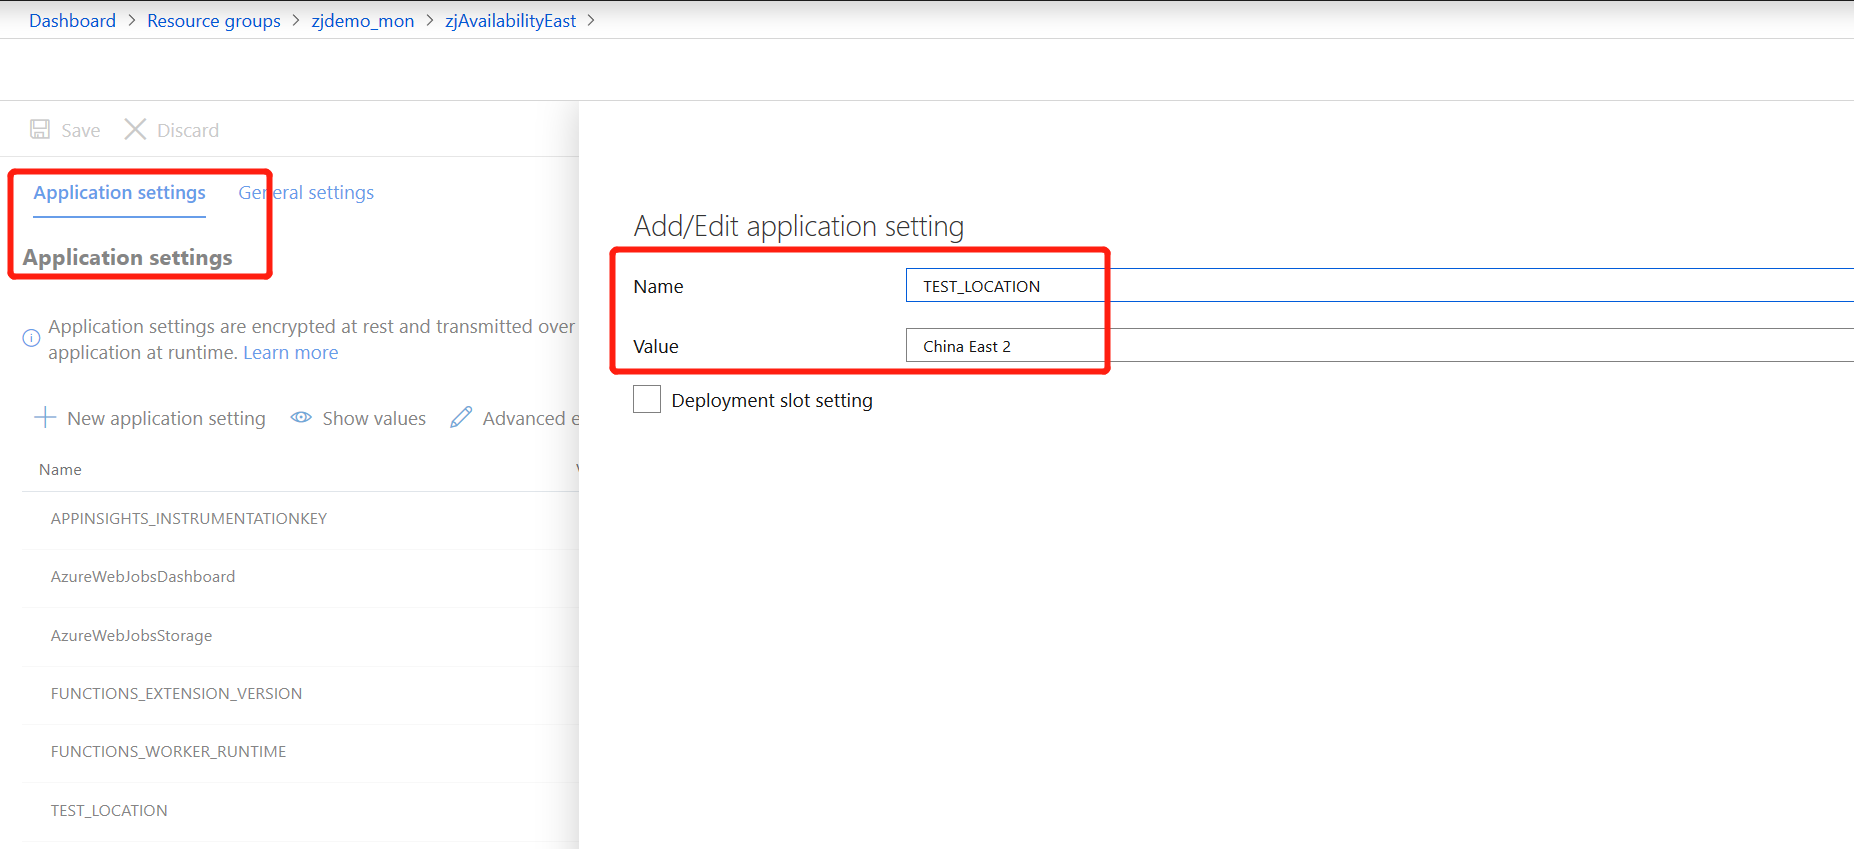 Dashboard > Resource groups > zjdemo_mon > zjAvailabilityEast >
Save Discard
Application settings General settings
Application settings
Application settings are encrypted at rest and transmitted over
application at runtime. Learn more
New application setting Show values Advanced e
Name
APPINSIGHTS_INSTRUMENTATIONKEY
AzureWebJobsDashboard
AzureWebJobsStorage
FUNCTIONS_EXTENSION_VERSION
FUNCTIONS_WORKER_RUNTIME
TEST_LOCATION
Add/Edit application setting
Name TEST_LOCATION
Value China East 2
Deployment slot setting